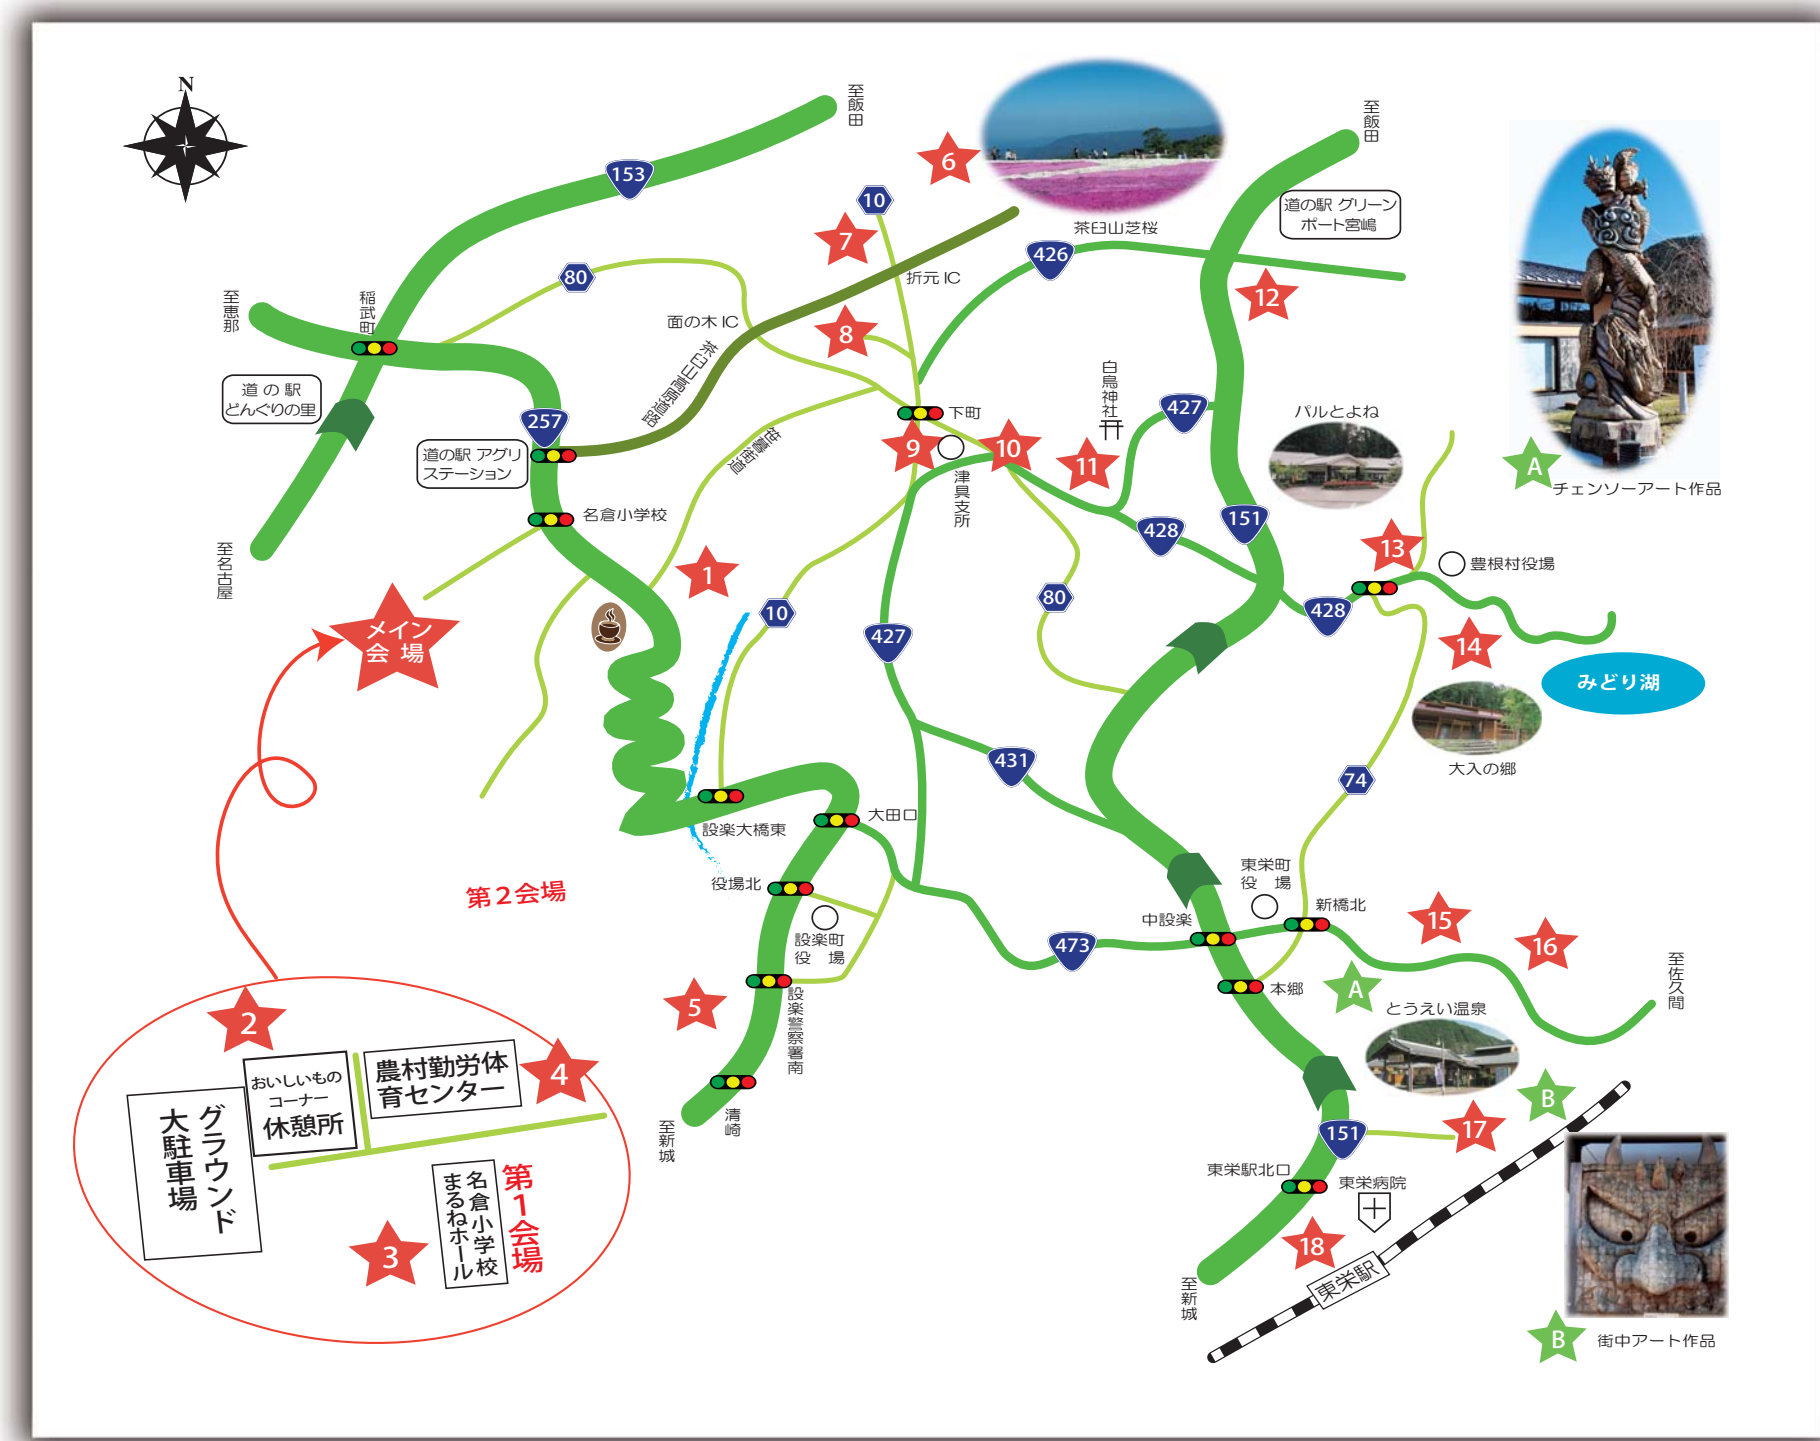 N
至飯田
153
至恵那
稲武町
80
道 の 駅
どんぐりの里
257
道の駅 アグリ
ステーション
至名古屋
名倉小学校
メイン
会 場
面の木 IC
茶臼山高原道路
笹暮街道
6
10
7
折元 IC
8
茶臼山芝桜
426
至飯田
道の駅 グリーン
ポート宮嶋
12
下町
9
津具支所
10
11
白鳥神社
427
428
151
パルとよね
A
チェンソーアート作品
13
豊根村役場
428
14
みどり湖
大入の郷
74
1
10
427
80
431
設楽大橋東
大田口
役場北
設楽町
役 場
設楽警察署南
5
清崎
至新城
473
中設楽
東栄町
役 場
新橋北
本郷
15
16
至佐久間
A
とうえい温泉
B
17
151
東栄駅北口
東栄病院
18
東栄駅
至新城
B
街中アート作品
第2会場
2
おいしいもの
コーナー
休憩所
農村勤労体
育センター
4
グラウンド
大駐車場
3
名倉小学校
まるねホール
第1会場